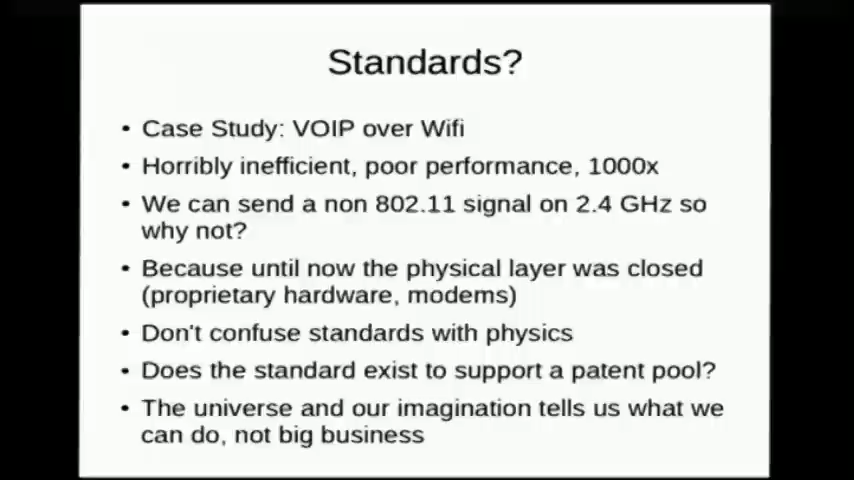 Standards?
• Case Study: VOIP over Wifi
• Horribly inefficient, poor performance, 1000x
• We can send a non 802.11 signal on 2.4 GHz so
why not?
• Because until now the physical layer was closed
(proprietary hardware, modems)
• Don't confuse standards with physics
• Does the standard exist to support a patent pool?
• The universe and our imagination tells us what we
can do, not big business